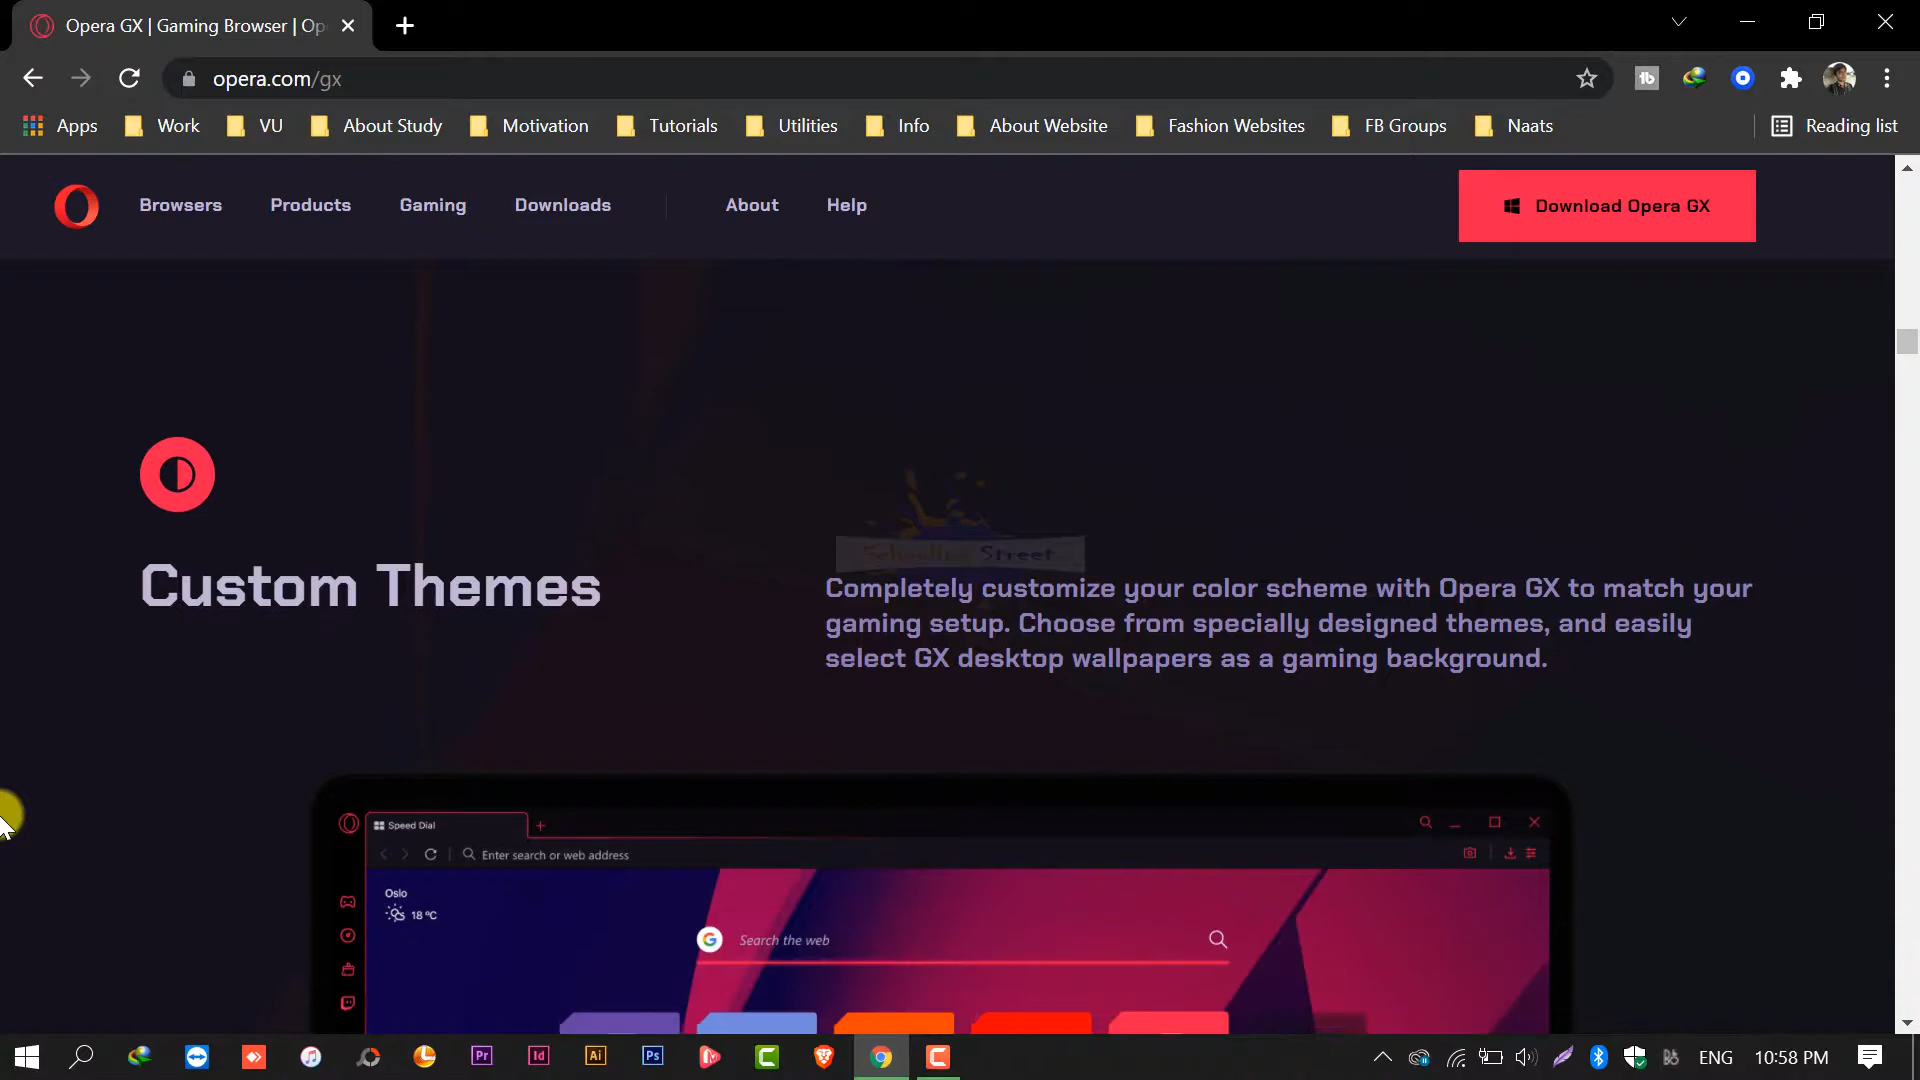 Opera GX | Gaming Browser | Op
opera.com/gx
Apps
Work
VU
About Study
Motivation
Tutorials
Utilities
Info
About Website
Fashion Websites
FB Groups
Naats
Reading list
Browsers
Products
Gaming
Downloads
About
Help
Download Opera GX
Custom Themes
Street
Completely customize your color scheme with Opera GX to match your
gaming setup. Choose from specially designed themes, and easily
select GX desktop wallpapers as a gaming background.
Speed Dial
Enter search or web address
Oslo
18 °C
Search the web
Pr
Id
Ai
Ps
ENG
10:58 PM